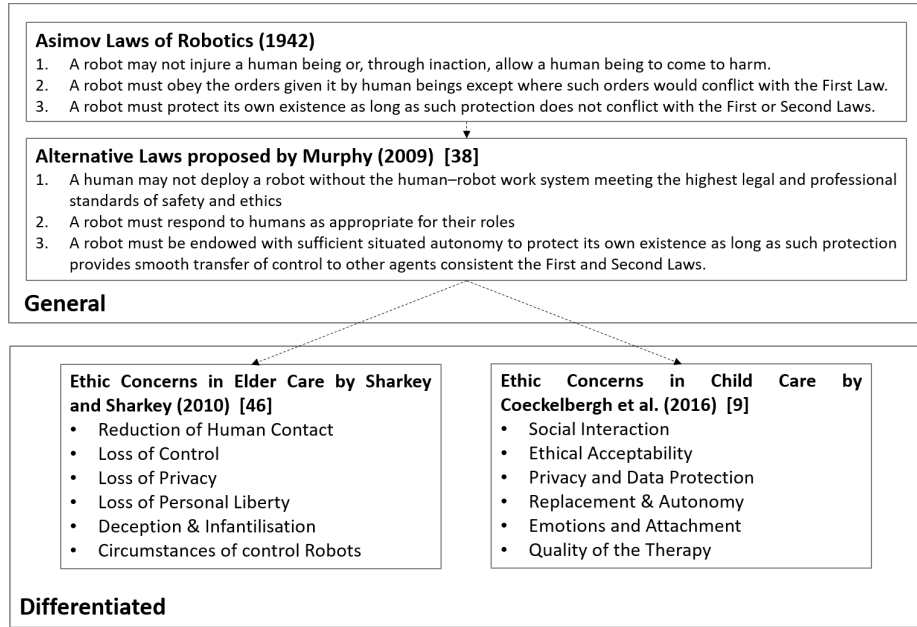 Asimov Laws of Robotics (1942)
1. A robot may not injure a human being or, through inaction, allow a human being to come to harm.
2. A robot must obey the orders given it by human beings except where such orders would conflict with the First Law.
3. A robot must protect its own existence as long as such protection does not conflict with the First or Second Laws.
Alternative Laws proposed by Murphy (2009) [38]
1. A human may not deploy a robot without the human–robot work system meeting the highest legal and professional
standards of safety and ethics
2. A robot must respond to humans as appropriate for their roles
3. A robot must be endowed with sufficient situated autonomy to protect its own existence as long as such protection
provides smooth transfer of control to other agents consistent the First and Second Laws.
General
Ethic Concerns in Elder Care by Sharkey
and Sharkey (2010) [46]
• Reduction of Human Contact
• Loss of Control
• Loss of Privacy
• Loss of Personal Liberty
• Deception & Infantilisation
• Circumstances of control Robots
Ethic Concerns in Child Care by
Coeckelbergh et al. (2016) [9]
• Social Interaction
• Ethical Acceptability
• Privacy and Data Protection
• Replacement & Autonomy
• Emotions and Attachment
• Quality of the Therapy
Differentiated